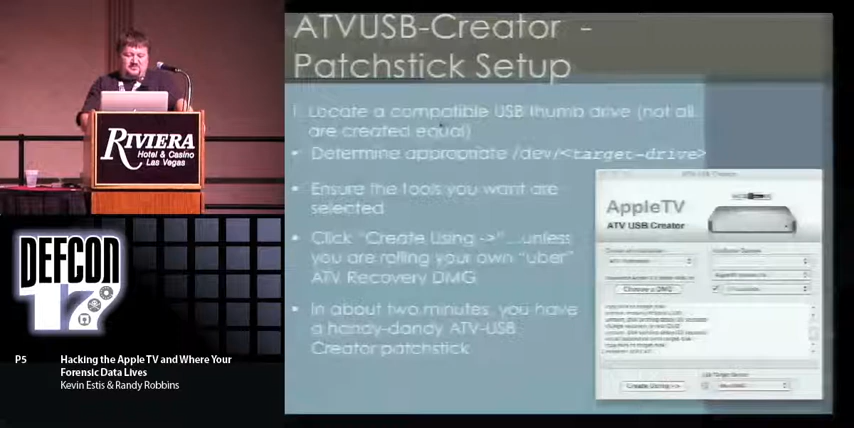 ATVUSB-Creator -
Patchstick Setup
Locate a compatible USB thumb drive (not all
are created equal)
• Determine appropriate /dev/<target-drive>
• Ensure the tools you want are
selected
• Click "Create Using ->"...unless
you are rolling your own "uber"
ATV Recovery DMG
• In about two minutes, you have
a handy-dandy ATV-USB
Creator patchstick
AppleTV
ATV USB Creator
Choose a DMG
Create Using ->
RIVIERA
Hotel & Casino
Las Vegas
DEFCON
17
P5
Hacking the Apple TV and Where Your
Forensic Data Lives
Kevin Estis & Randy Robbins